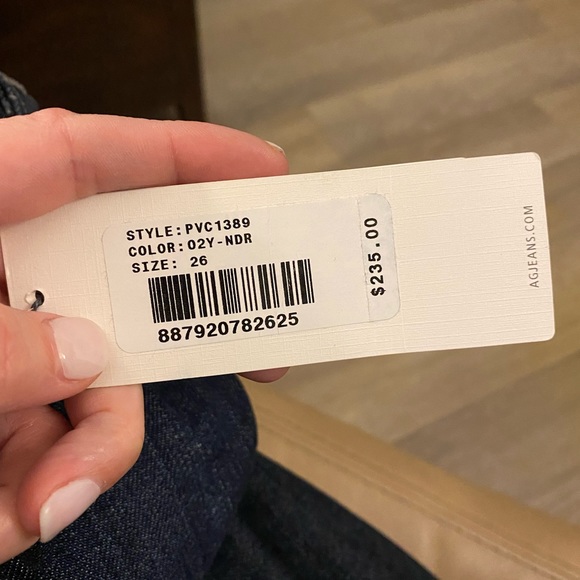 STYLE:PVC1389
COLOR:02Y-NDR
SIZE: 26
887920782625
$235.00
AGJEANS.COM